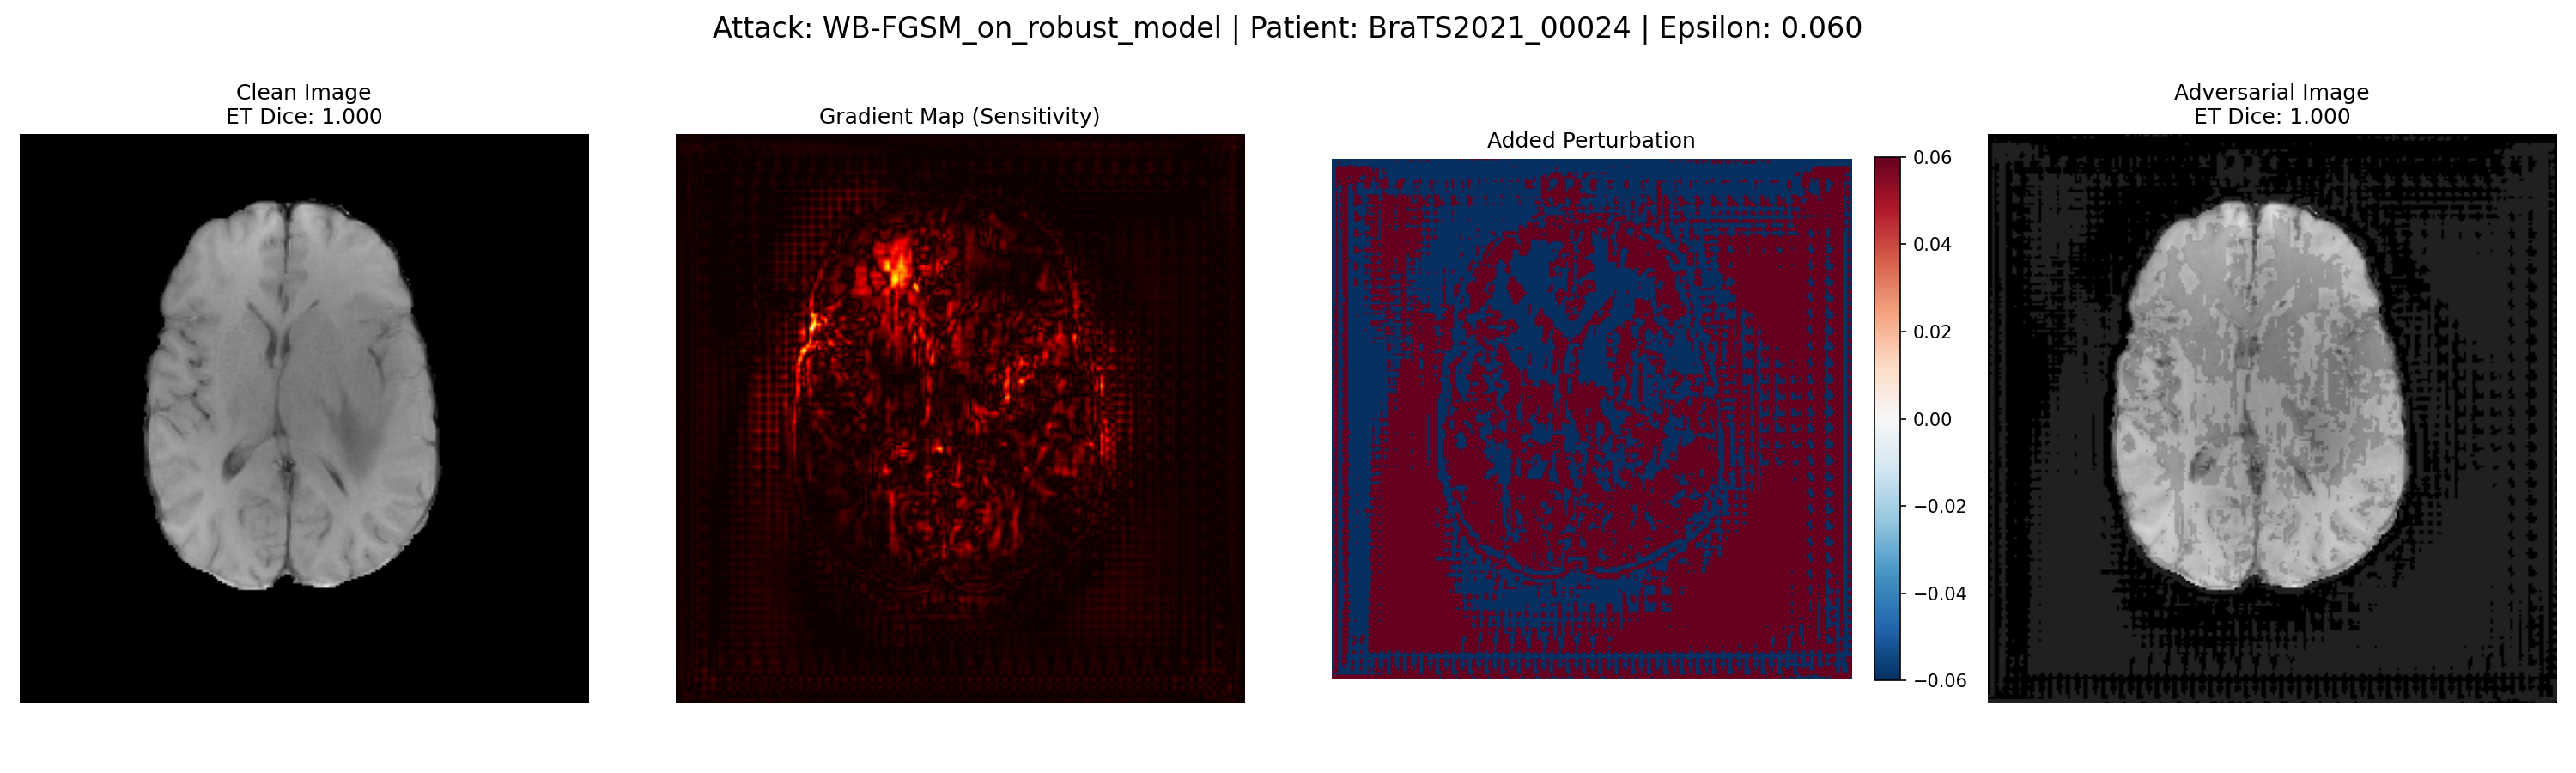 Attack: WB-FGSM_on_robust_model | Patient: BraTS2021_00024 | Epsilon: 0.060
Clean Image
ET Dice: 1.000
Gradient Map (Sensitivity)
Added Perturbation
0.06
0.04
0.02
0.00
−0.02
−0.04
−0.06
Adversarial Image
ET Dice: 1.000